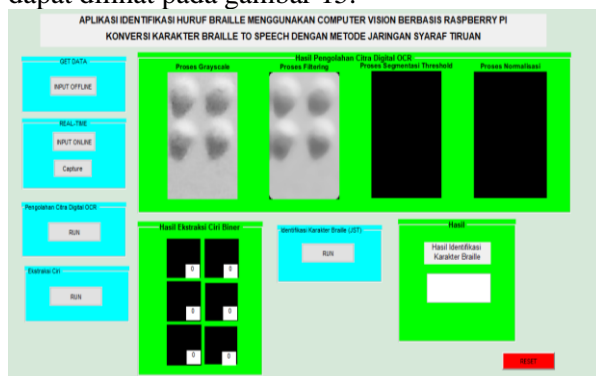 dapat dilihat pada gambar 15.
APLIKASI IDENTIFIKASI HURUF BRAILLE MENGGUNAKAN COMPUTER VISION BERBASIS RASPBERRY PI
KONVERSI KARAKTER BRAILLE TO SPEECH DENGAN METODE JARINGAN SYARAF TIRUAN
GET DATA
INPUT OFFLINE
REAL-TIME
INPUT ONLINE
Capture
Pengolahan Citra Digital OCR
RUN
Ekstraksi Ciri
RUN
Hasil Pengolahan Citra Digital OCR
Proses Grayscale
Proses Filtering
Proses Segmentasi Threshold
Proses Normalisasi
Hasil Ekstraksi Ciri Biner
0 0
0 0
0 0
Identifikasi Karakter Braille (JST)
RUN
Hasil
Hasil Identifikasi
Karakter Braille
RESET